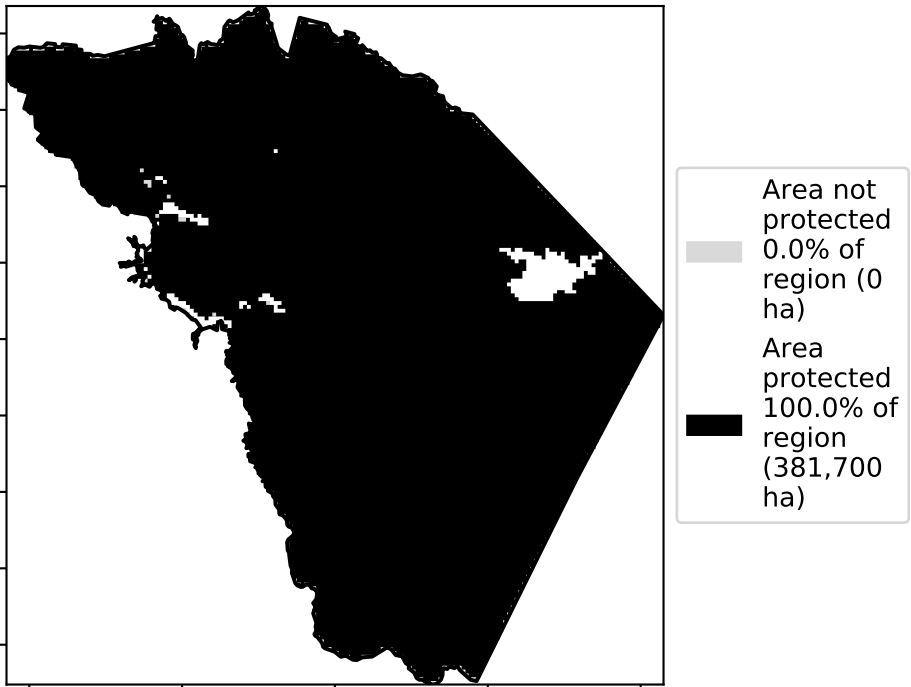 Area not
protected
0.0% of
region (0
ha)
Area
protected
100.0% of
region
(381,700
ha)